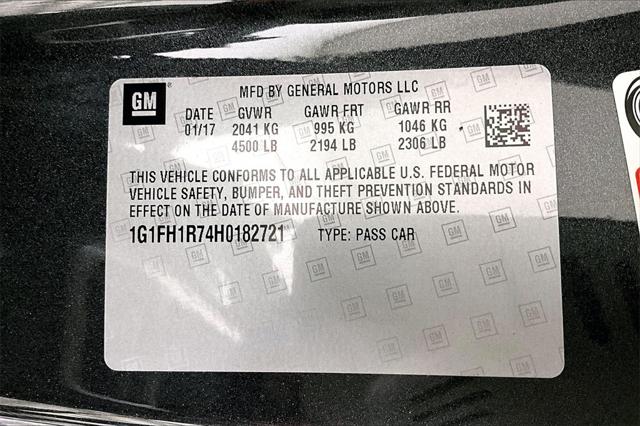 GM
MFD BY GENERAL MOTORS LLC
DATE GVWR GAWR FRT GAWR RR
01/17 2041 KG 995 KG 1046 KG
4500 LB 2194 LB 2306 LB
THIS VEHICLE CONFORMS TO ALL APPLICABLE U.S. FEDERAL MOTOR
VEHICLE SAFETY, BUMPER, AND THEFT PREVENTION STANDARDS IN
EFFECT ON THE DATE OF MANUFACTURE SHOWN ABOVE.
1G1FH1R74H0182721 TYPE: PASS CAR